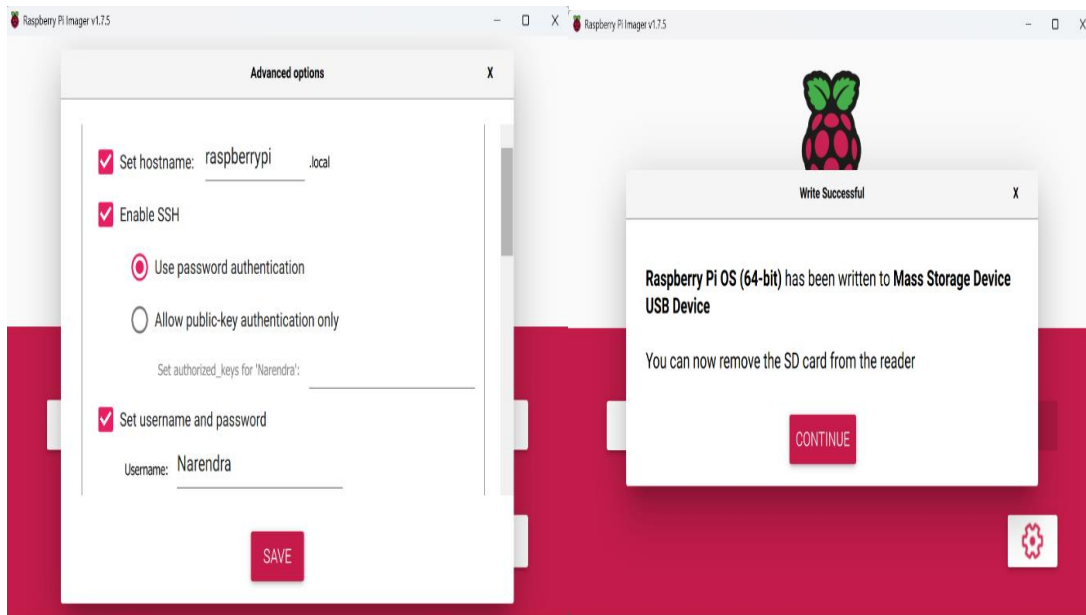 Raspberry Pi Imager v1.7.5
Advanced options X
Set hostname: raspberrypi .local
Enable SSH
Use password authentication
Allow public-key authentication only
Set authorized_keys for 'Narendra':
Set username and password
Username: Narendra
SAVE
Raspberry Pi Imager v1.7.5
Write Successful X
Raspberry Pi OS (64-bit) has been written to Mass Storage Device
USB Device
You can now remove the SD card from the reader
CONTINUE